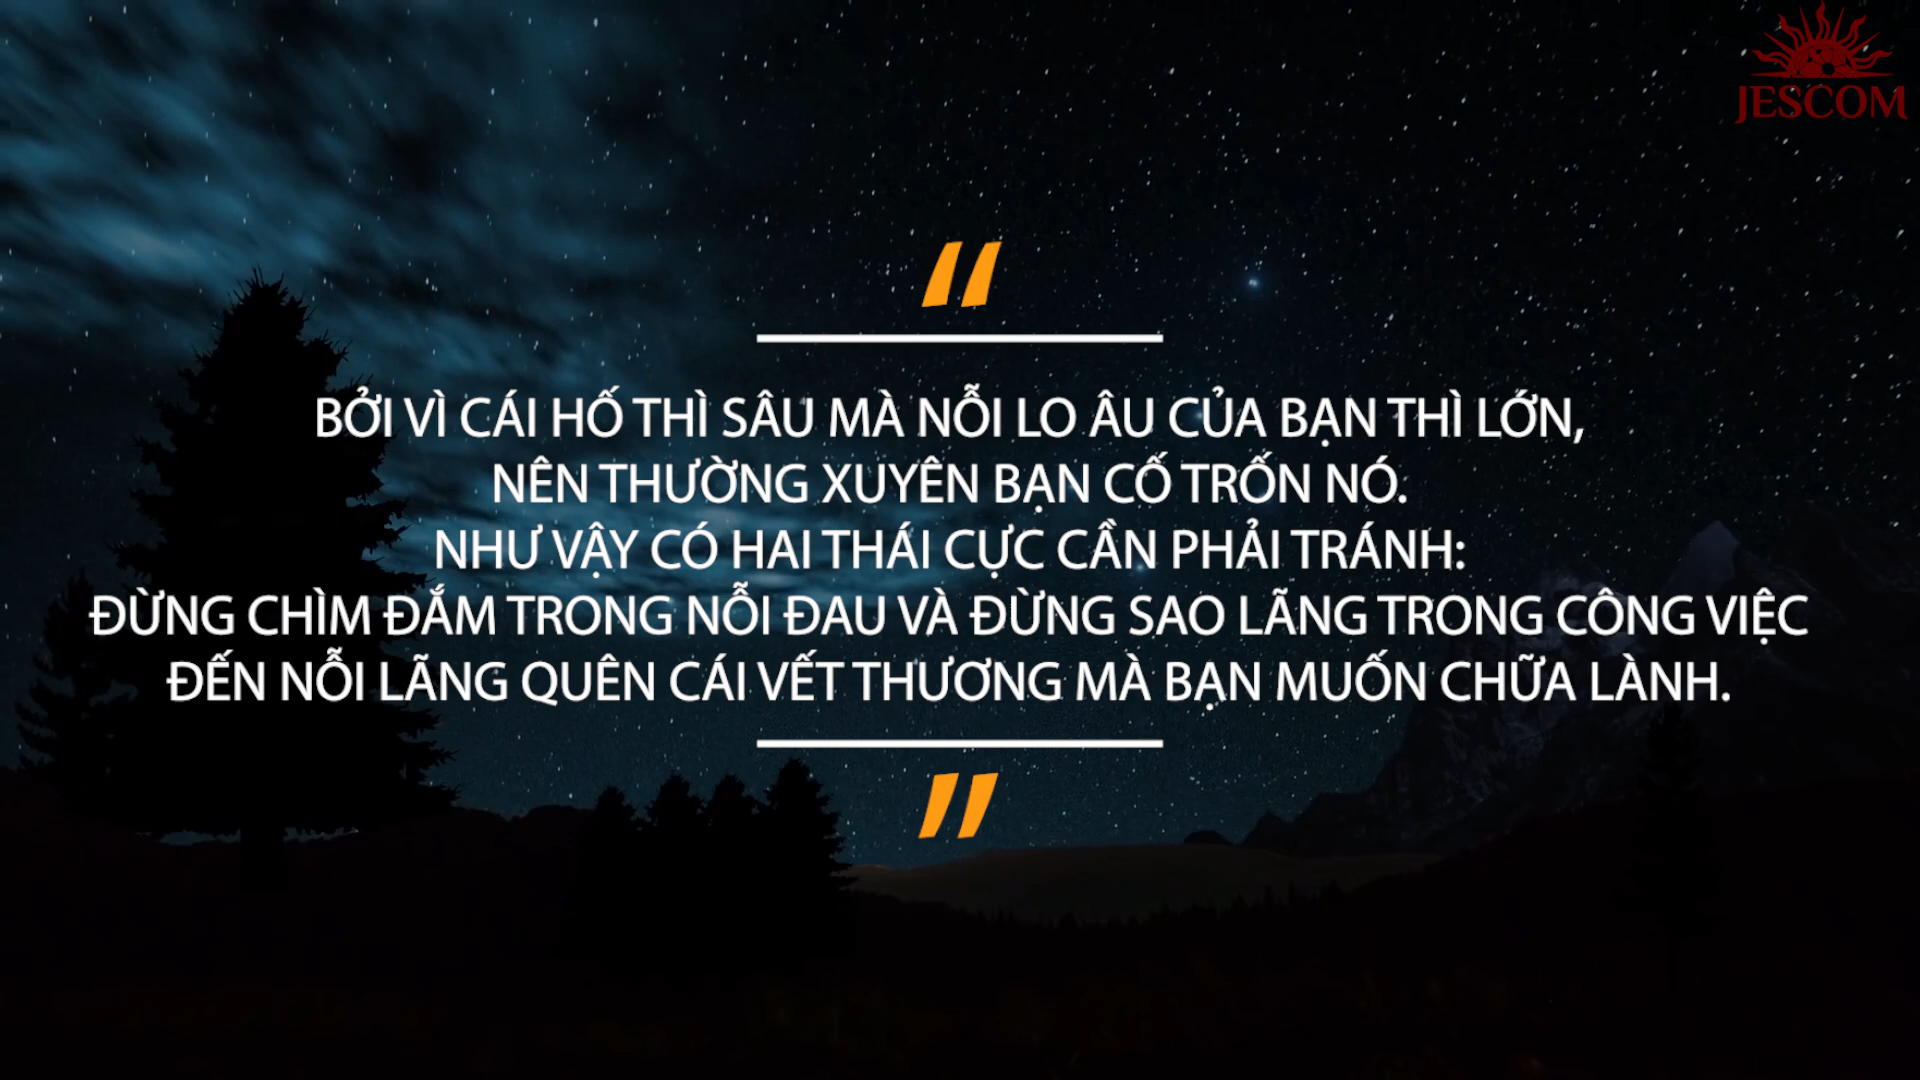 JESCOM
“
BỞI VÌ CÁI HỐ THÌ SÂU MÀ NỖI LO ÂU CỦA BẠN THÌ LỚN,
NÊN THƯỜNG XUYÊN BẠN CỐ TRỐN NÓ.
NHƯ VẬY CÓ HAI THÁI CỰC CẦN PHẢI TRÁNH:
ĐỪNG CHÌM ĐẮM TRONG NỖI ĐAU VÀ ĐỪNG SAO LÃNG TRONG CÔNG VIỆC
ĐẾN NỖI LÃNG QUÊN CÁI VẾT THƯƠNG MÀ BẠN MUỐN CHỮA LÀNH.
”